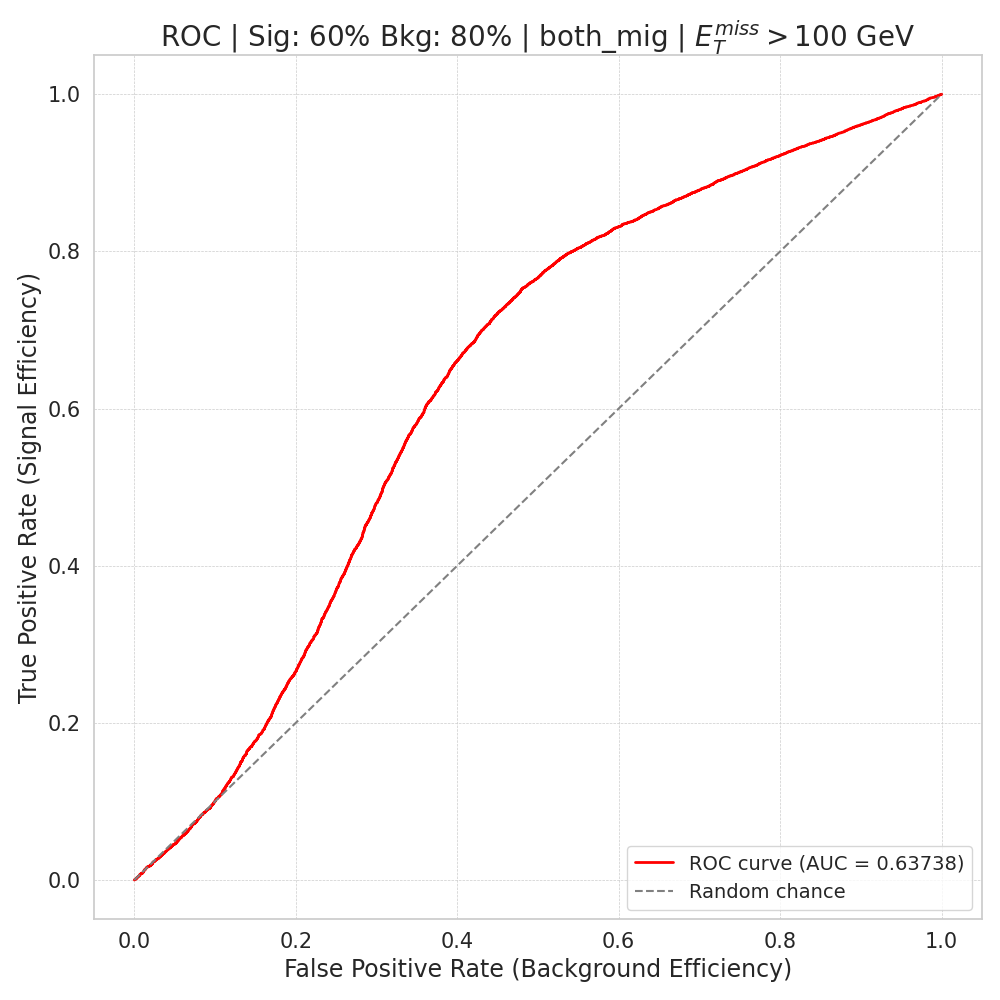 ROC | Sig: 60% Bkg: 80% | both_mig | $E_T^{miss} > 100$ GeV
True Positive Rate (Signal Efficiency)
1.0
0.8
0.6
0.4
0.2
0.0
ROC curve (AUC = 0.63738)
Random chance
0.0 0.2 0.4 0.6 0.8 1.0
False Positive Rate (Background Efficiency)